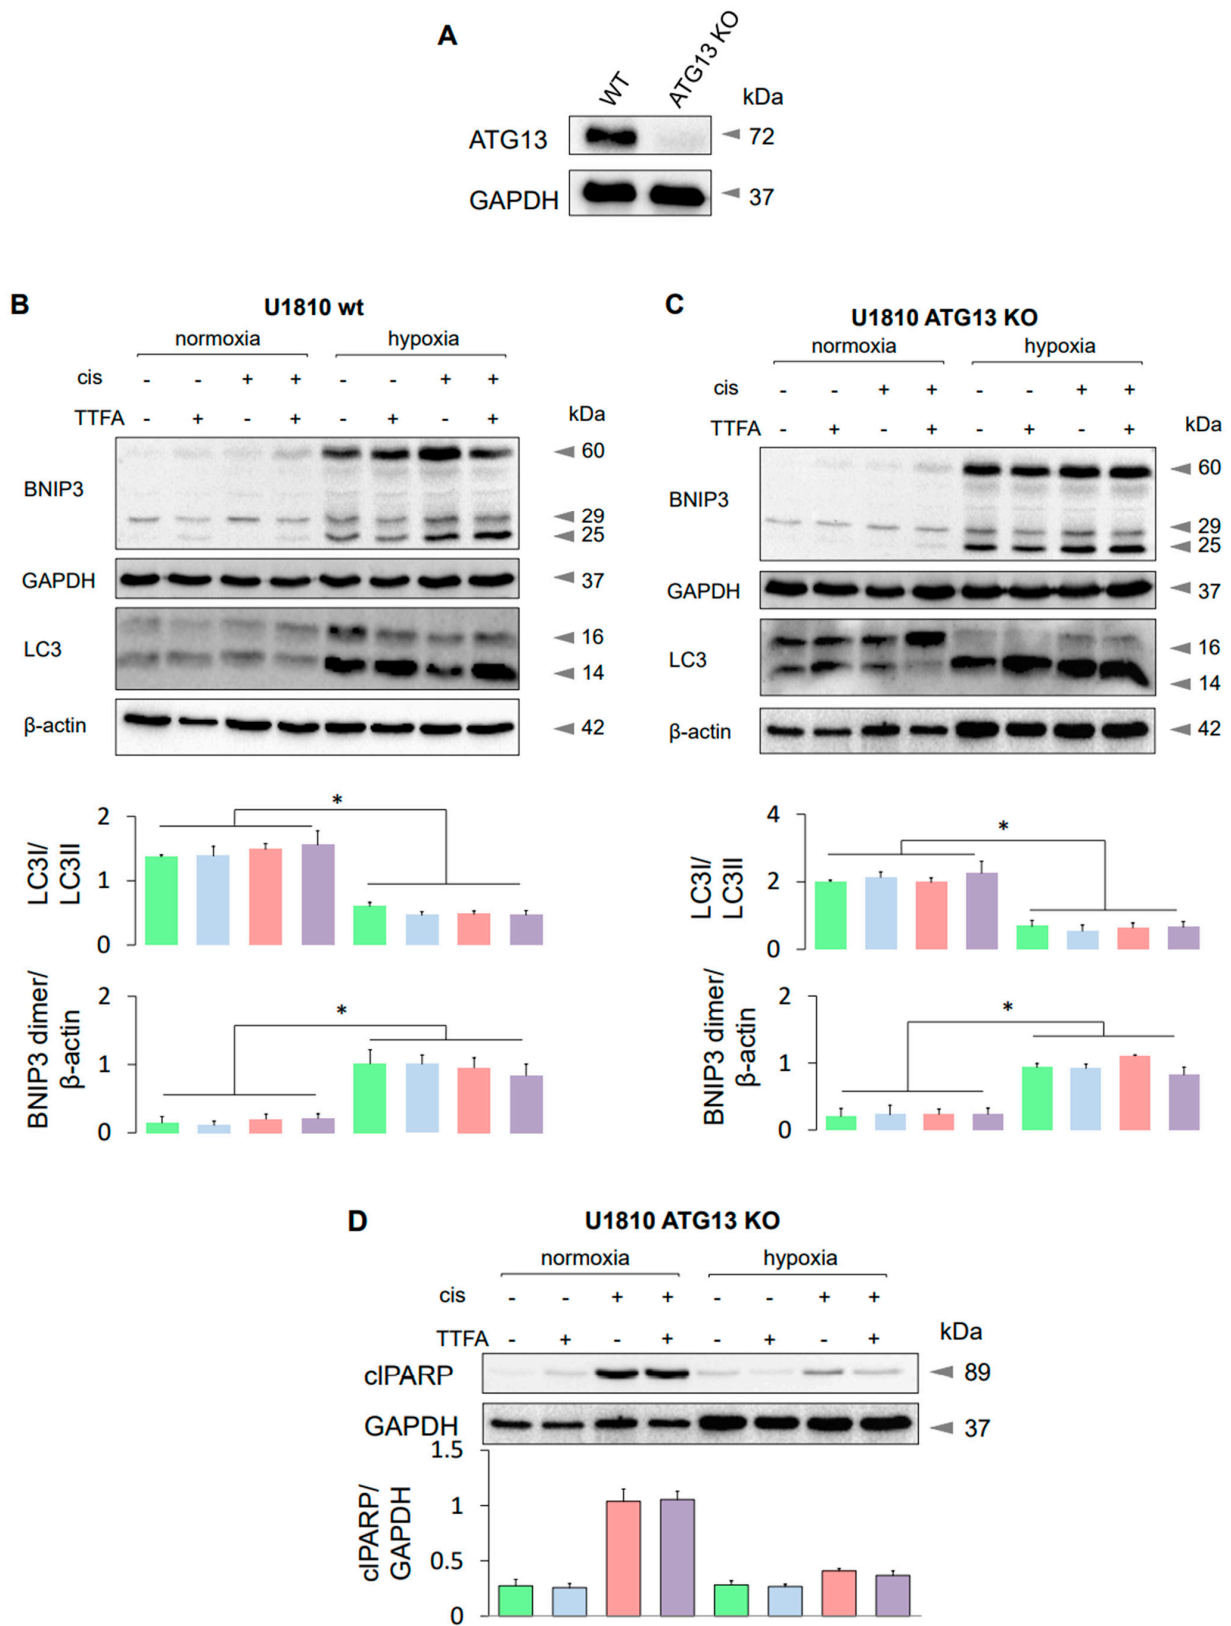 A
WT ATG13 KO
kDa
ATG13 72
GAPDH 37
B
U1810 wt
normoxia hypoxia
cis - - + + - - + +
TTFA - + - + - + - +
kDa
BNIP3 60
29
25
GAPDH 37
LC3 16
14
β-actin 42
LC3I/
LC3II
2
1
0
*
BNIP3 dimer/
β-actin
2
1
0
*
C
U1810 ATG13 KO
normoxia hypoxia
cis - - + + - - + +
TTFA - + - + - + - +
kDa
BNIP3 60
29
25
GAPDH 37
LC3 16
14
β-actin 42
LC3I/
LC3II
4
2
0
*
BNIP3 dimer/
β-actin
2
1
0
*
D
U1810 ATG13 KO
normoxia hypoxia
cis - - + + - - + +
TTFA - + - + - + - +
kDa
clPARP 89
GAPDH 37
clPARP/
GAPDH
1.5
1
0.5
0